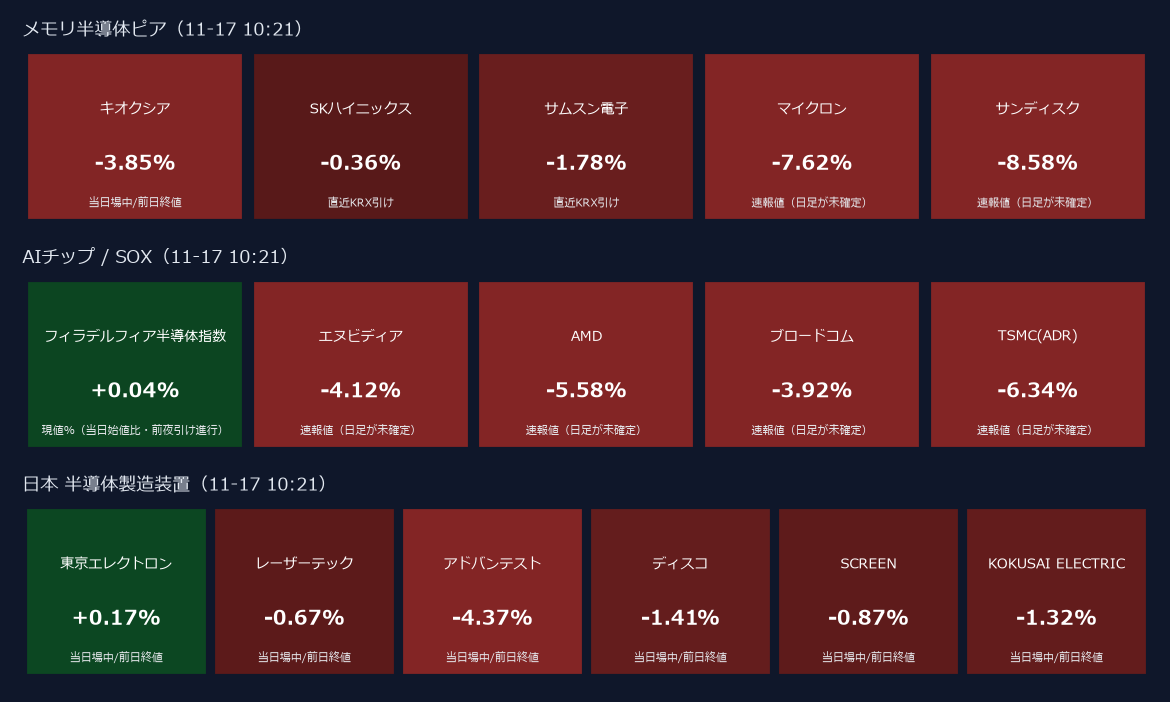 メモリ半導体ピア（11-17 10:21）
キオクシア
-3.85%
当日場中/前日終値
SKハイニックス
-0.36%
直近KRX引け
サムスン電子
-1.78%
直近KRX引け
マイクロン
-7.62%
速報値（日足が未確定）
サンディスク
-8.58%
速報値（日足が未確定）
AIチップ / SOX（11-17 10:21）
フィラデルフィア半導体指数
+0.04%
現値%（当日始値比・前夜引け進行）
エヌビディア
-4.12%
速報値（日足が未確定）
AMD
-5.58%
速報値（日足が未確定）
ブロードコム
-3.92%
速報値（日足が未確定）
TSMC(ADR)
-6.34%
速報値（日足が未確定）
日本 半導体製造装置（11-17 10:21）
東京エレクトロン
+0.17%
当日場中/前日終値
レーザーテック
-0.67%
当日場中/前日終値
アドバンテスト
-4.37%
当日場中/前日終値
ディスコ
-1.41%
当日場中/前日終値
SCREEN
-0.87%
当日場中/前日終値
KOKUSAI ELECTRIC
-1.32%
当日場中/前日終値